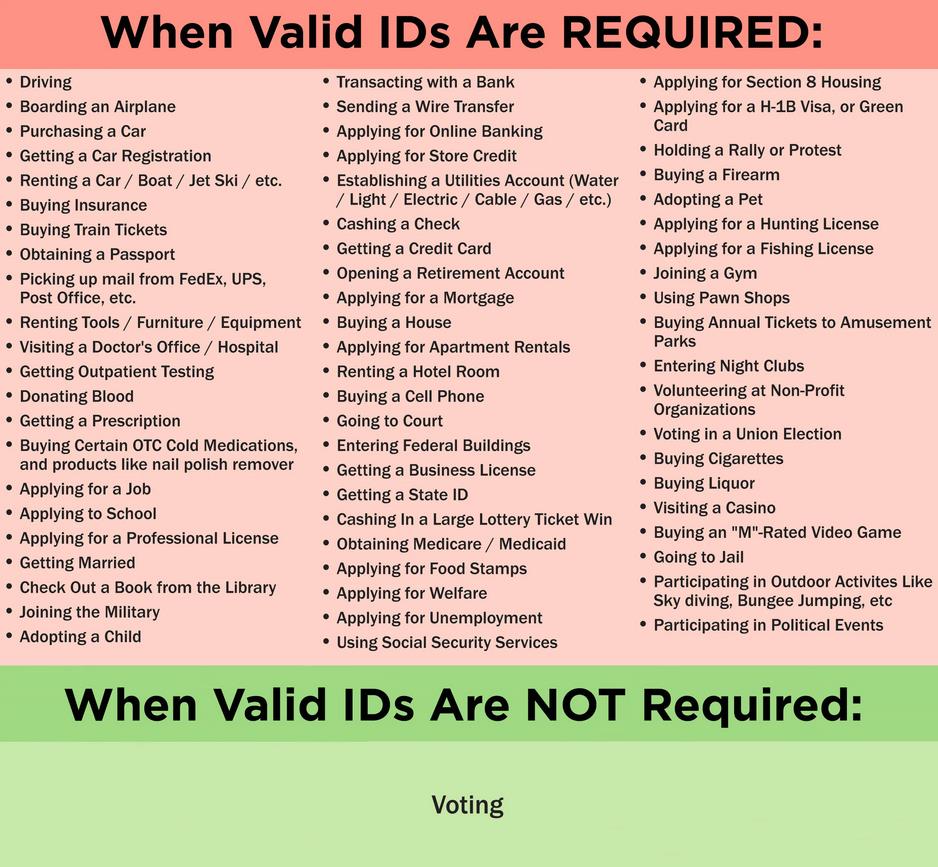 When Valid IDs Are REQUIRED:
• Driving
• Boarding an Airplane
• Purchasing a Car
• Getting a Car Registration
• Renting a Car / Boat / Jet Ski / etc.
• Buying Insurance
• Buying Train Tickets
• Obtaining a Passport
• Picking up mail from FedEx, UPS,
Post Office, etc.
• Renting Tools / Furniture / Equipment
• Visiting a Doctor's Office / Hospital
• Getting Outpatient Testing
• Donating Blood
• Getting a Prescription
• Buying Certain OTC Cold Medications,
and products like nail polish remover
• Applying for a Job
• Applying to School
• Applying for a Professional License
• Getting Married
• Check Out a Book from the Library
• Joining the Military
• Adopting a Child
• Transacting with a Bank
• Sending a Wire Transfer
• Applying for Online Banking
• Applying for Store Credit
• Establishing a Utilities Account (Water
/ Light / Electric / Cable / Gas / etc.)
• Cashing a Check
• Getting a Credit Card
• Opening a Retirement Account
• Applying for a Mortgage
• Buying a House
• Applying for Apartment Rentals
• Renting a Hotel Room
• Buying a Cell Phone
• Going to Court
• Entering Federal Buildings
• Getting a Business License
• Getting a State ID
• Cashing In a Large Lottery Ticket Win
• Obtaining Medicare / Medicaid
• Applying for Food Stamps
• Applying for Welfare
• Applying for Unemployment
• Using Social Security Services
• Applying for Section 8 Housing
• Applying for a H-1B Visa, or Green
Card
• Holding a Rally or Protest
• Buying a Firearm
• Adopting a Pet
• Applying for a Hunting License
• Applying for a Fishing License
• Joining a Gym
• Using Pawn Shops
• Buying Annual Tickets to Amusement
Parks
• Entering Night Clubs
• Volunteering at Non-Profit
Organizations
• Voting in a Union Election
• Buying Cigarettes
• Buying Liquor
• Visiting a Casino
• Buying an "M"-Rated Video Game
• Going to Jail
• Participating in Outdoor Activites Like
Sky diving, Bungee Jumping, etc
• Participating in Political Events
When Valid IDs Are NOT Required:
Voting